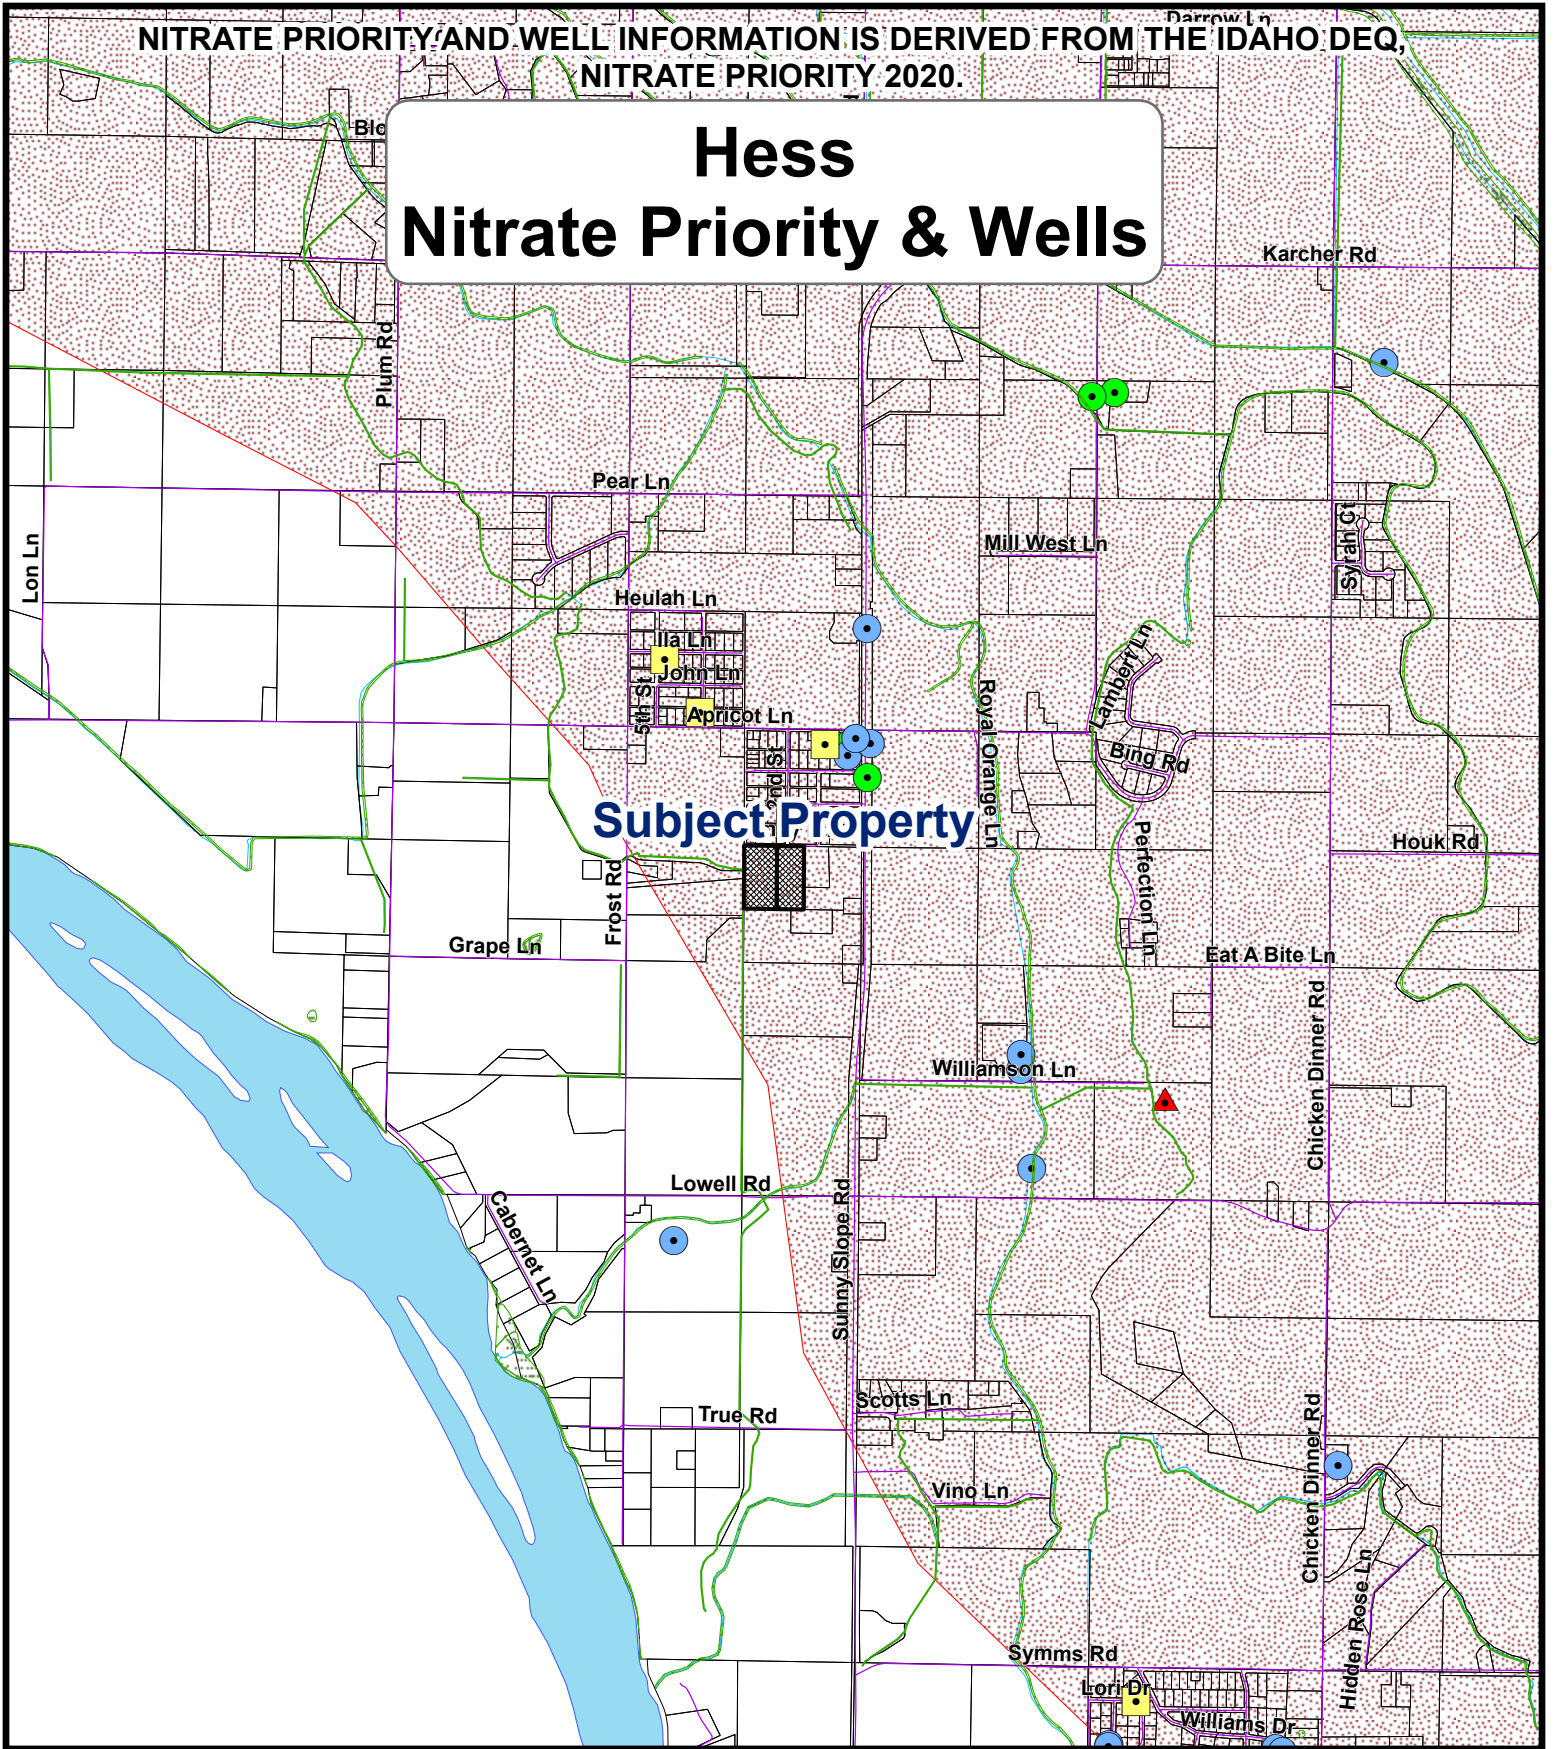 Darrow Ln
NITRATE PRIORITY AND WELL INFORMATION IS DERIVED FROM THE IDAHO DEQ,
NITRATE PRIORITY 2020.
Hess
Nitrate Priority & Wells
Karcher Rd
Plum Rd
Pear Ln
Lon Ln
Mill West Ln
Syrah Ct
Heulah Ln
Ila Ln
John Ln
5th St
Apricot Ln
Lambert Ln
Royal Orange Ln
Bing Rd
Subject Property
Perfection Ln
Houk Rd
Frost Rd
Grape Ln
Eat A Bite Ln
Chicken Dinner Rd
Williamson Ln
Lowell Rd
Sunny Slope Rd
Cabernet Ln
Scotts Ln
True Rd
Chicken Dinner Rd
Vino Ln
Hidden Rose Ln
Symms Rd
Lori Dr
Williams Dr